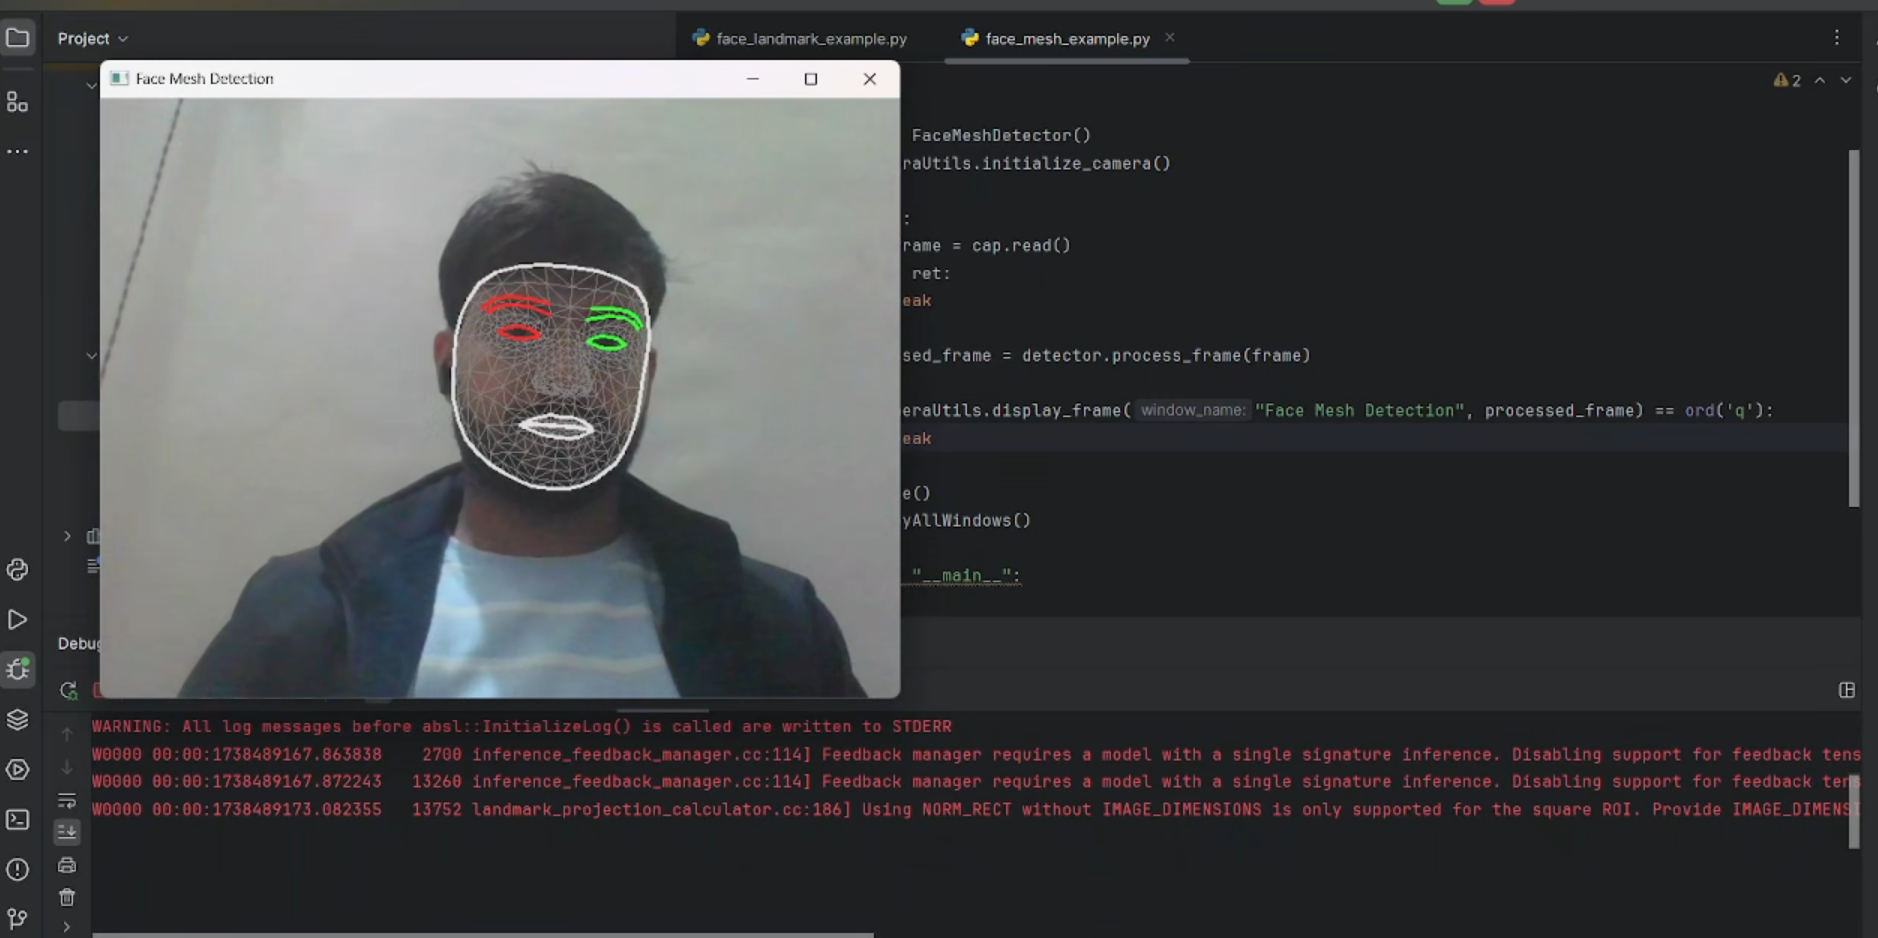 Project
face_landmark_example.py
face_mesh_example.py
Face Mesh Detection
2
FaceMeshDetector()
raUtils.initialize_camera()
:
rame = cap.read()
ret:
eak
sed_frame = detector.process_frame(frame)
eraUtils.display_frame( window_name: "Face Mesh Detection", processed_frame) == ord('q'):
eak
e()
yAllWindows()
"__main__":
Debug
WARNING: All log messages before absl::InitializeLog() is called are written to STDERR
W0000 00:00:1738489167.863838    2700 inference_feedback_manager.cc:114] Feedback manager requires a model with a single signature inference. Disabling support for feedback tens
W0000 00:00:1738489167.872243   13260 inference_feedback_manager.cc:114] Feedback manager requires a model with a single signature inference. Disabling support for feedback tens
W0000 00:00:1738489173.082355   13752 landmark_projection_calculator.cc:186] Using NORM_RECT without IMAGE_DIMENSIONS is only supported for the square ROI. Provide IMAGE_DIMENSI